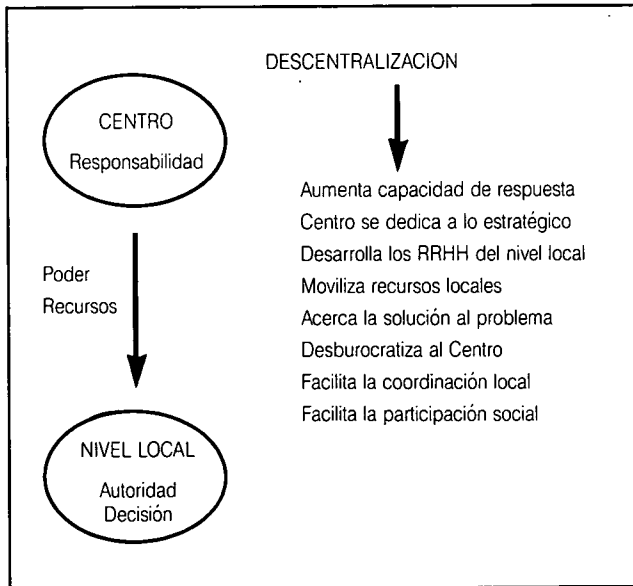 CENTRO
Responsabilidad
Poder
Recursos
NIVEL LOCAL
Autoridad
Decisión
DESCENTRALIZACION
Aumenta capacidad de respuesta
Centro se dedica a lo estratégico
Desarrolla los RRHH del nivel local
Moviliza recursos locales
Acerca la solución al problema
Desburocratiza al Centro
Facilita la coordinación local
Facilita la participación social